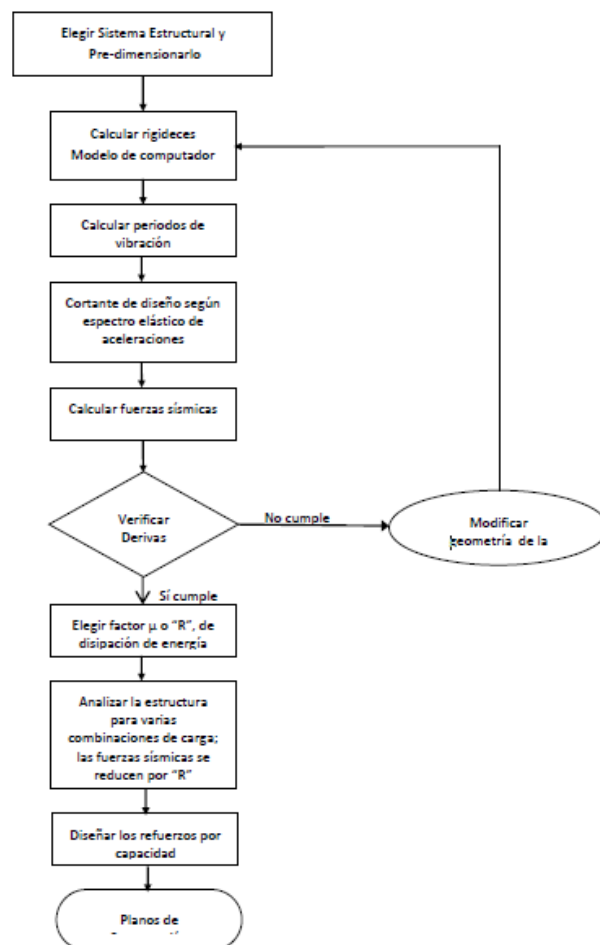 Elegir Sistema Estructural y
Pre-dimensionarlo
Calcular rigideces
Modelo de computador
Calcular periodos de
vibración
Cortante de diseño según
espectro elástico de
aceleraciones
Calcular fuerzas sísmicas
Verificar
Derivas
No cumple
Modificar
geometría de la
Sí cumple
Elegir factor µ o “R”, de
disipación de energía
Analizar la estructura
para varias
combinaciones de carga;
las fuerzas sísmicas se
reducen por “R”
Diseñar los refuerzos por
capacidad
Planos de